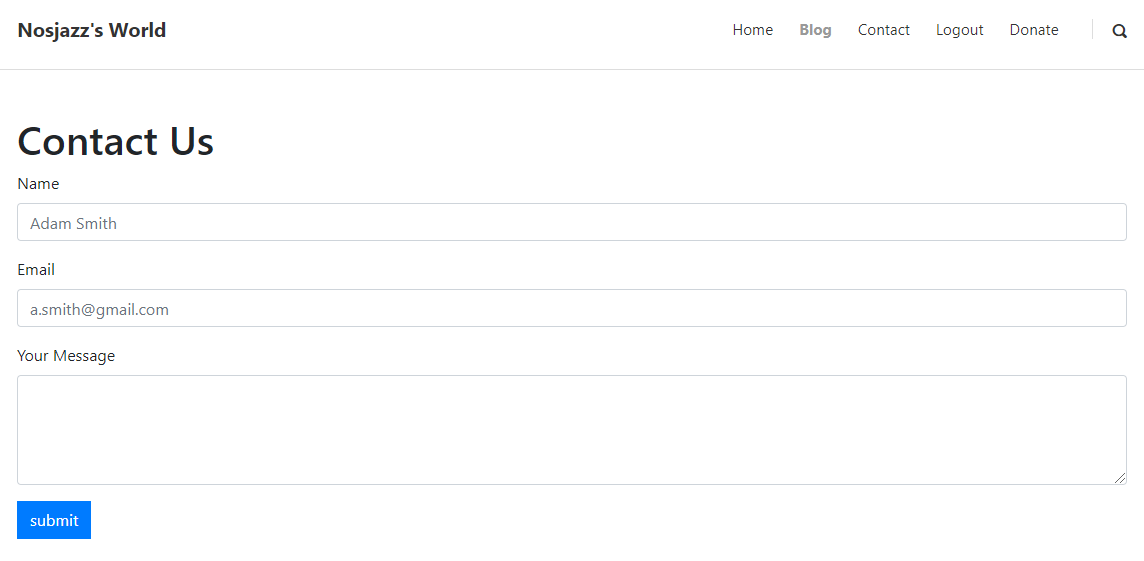 Nosjazz's World Home Blog Contact Logout Donate
Contact Us
Name
Adam Smith
Email
a.smith@gmail.com
Your Message
submit